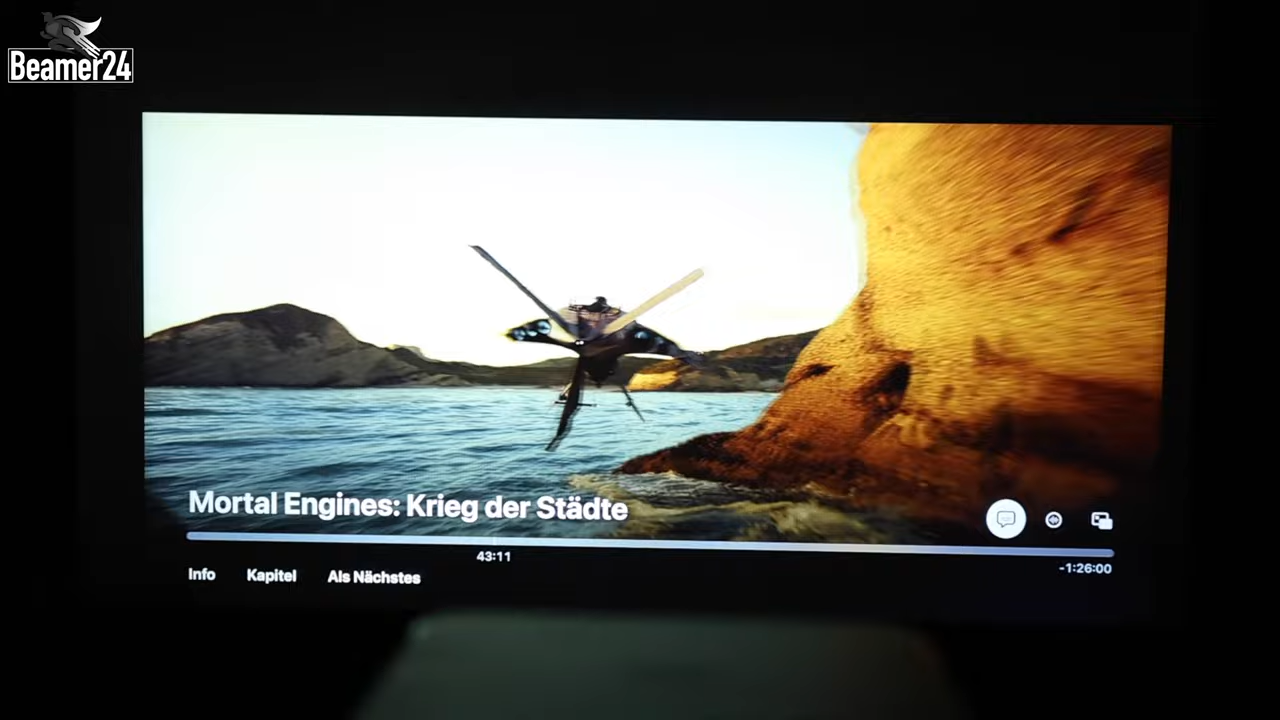 Beamer24
Mortal Engines: Krieg der Städte
43:11
-1:26:00
Info
Kapitel
Als Nächstes